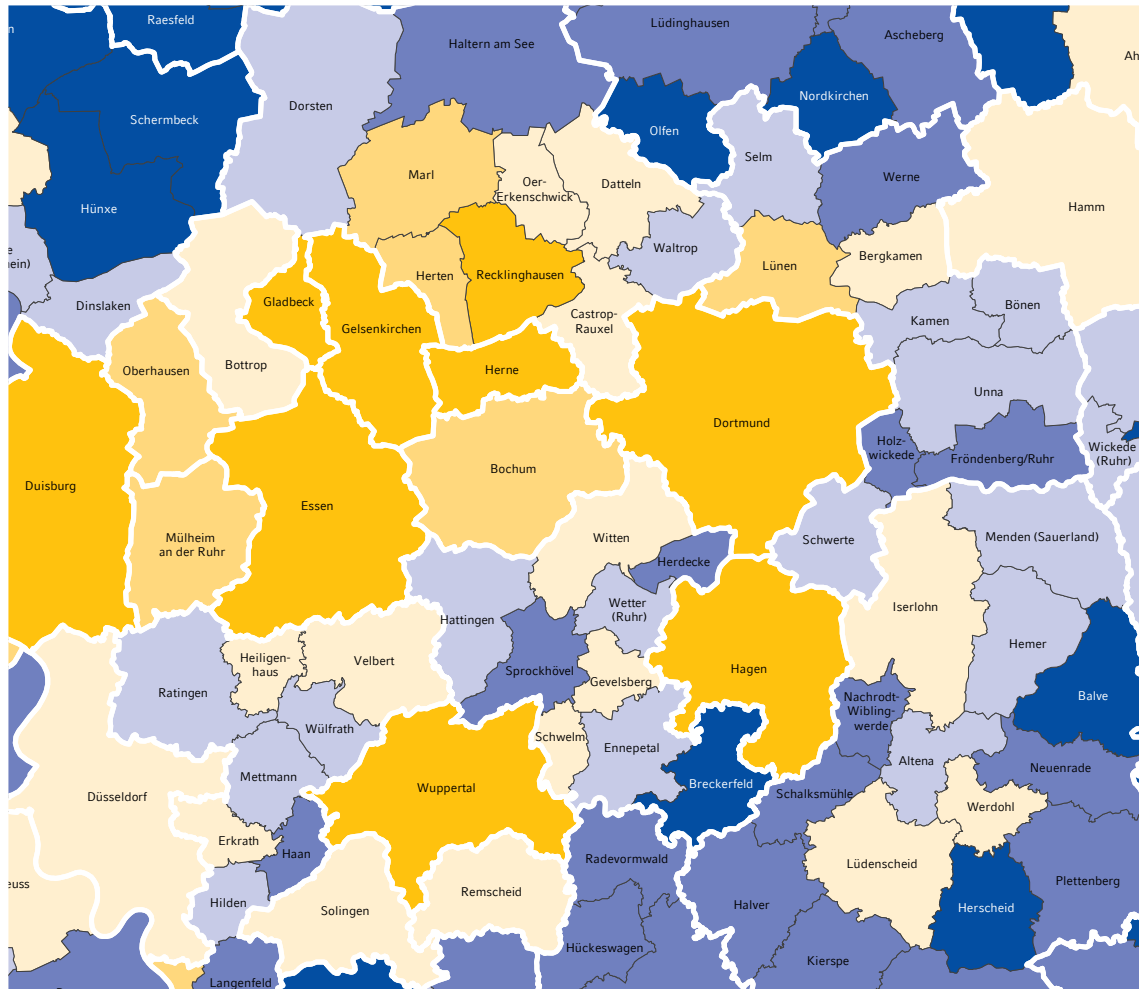 Raesfeld
n
Haltern am See
Lüdinghausen
Ascheberg
Ah
Dorsten
Schermbeck
Nordkirchen
Olfen
Selm
Marl
Oer-
Erkenschwick
Datteln
Werne
Hünxe
Hamm
e
ein)
Waltrop
Bergkamen
Lünen
Herten
Recklinghausen
Dinslaken
Gladbeck
Gelsenkirchen
Castrop-
Rauxel
Kamen
Bönen
Bottrop
Oberhausen
Herne
Unna
Dortmund
Holz-
wickede
Fröndenberg/Ruhr
Wickede
(Ruhr)
Bochum
Duisburg
Essen
Mülheim
an der Ruhr
Witten
Schwerte
Menden (Sauerland)
Herdecke
Iserlohn
Hattingen
Wetter
(Ruhr)
Hemer
Heiligen-
haus
Velbert
Sprockhövel
Gevelsberg
Hagen
Ratingen
Nachrodt-
Wibling-
werde
Balve
Wülfrath
Schwelm
Ennepetal
Altena
Neuenrade
Mettmann
Wuppertal
Breckerfeld
Schalksmühle
Düsseldorf
Werdohl
Erkrath
Haan
Radevormwald
Lüdenscheid
euss
Remscheid
Plettenberg
Hilden
Solingen
Halver
Herscheid
Hückeswagen
Kierspe
Langenfeld